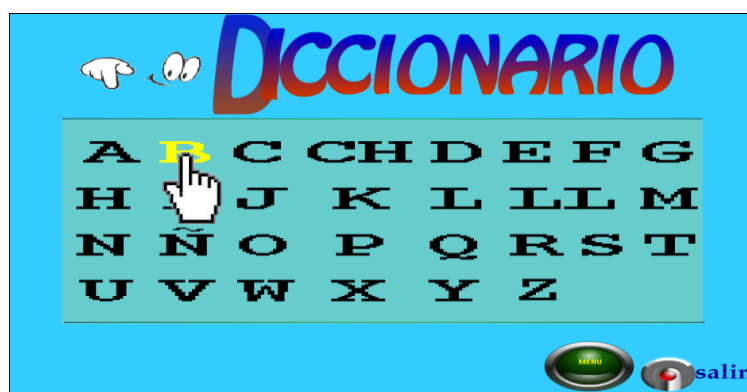 DICCIONARIO
A B C CH D E F G
H J K L LL M
N Ñ O P Q R S T
U V W X Y Z
MENU
salir